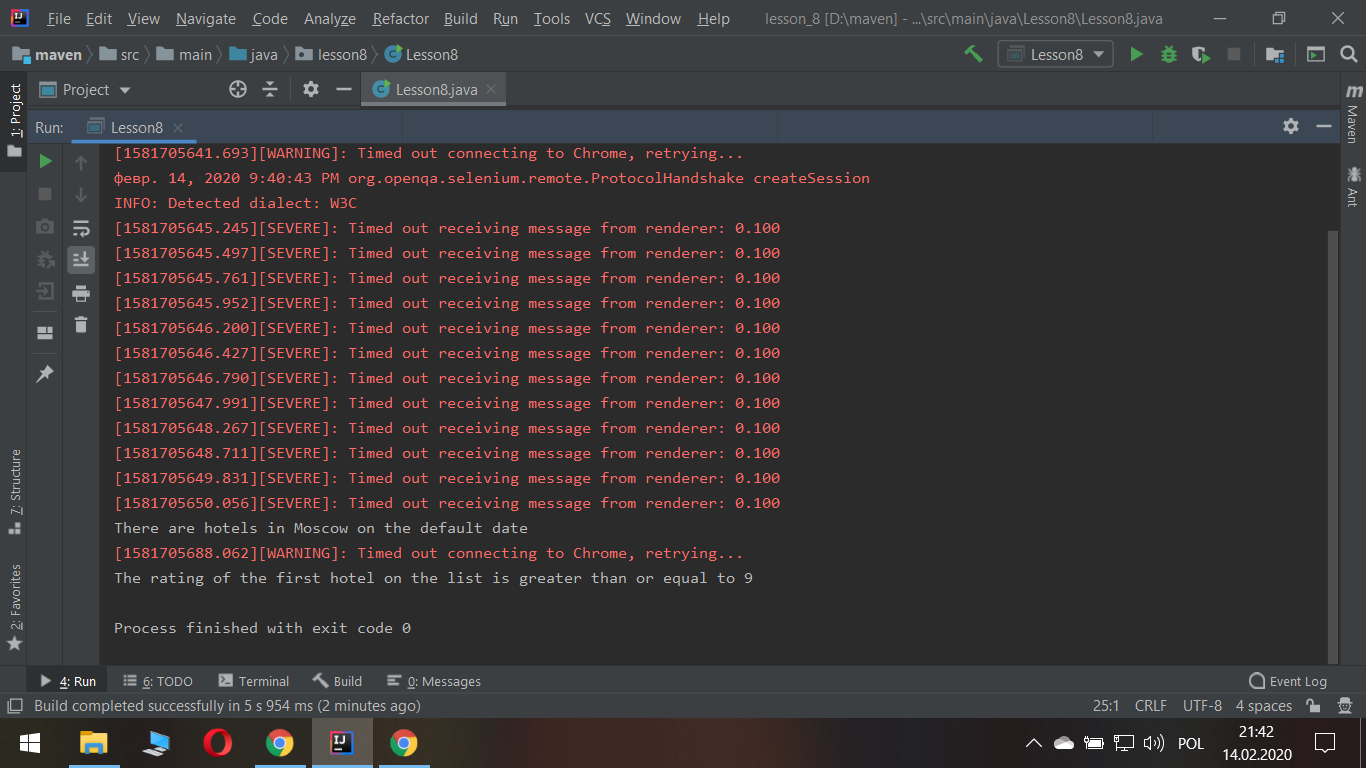 File Edit View Navigate Code Analyze Refactor Build Run Tools VCS Window Help lesson_8 [D:\maven] - ...\src\main\java\Lesson8\Lesson8.java
maven src main java lesson8 Lesson8 Lesson8
1: Project
Project Lesson8.java
Maven
Ant
Run: Lesson8
[1581705641.693][WARNING]: Timed out connecting to Chrome, retrying...
февр. 14, 2020 9:40:43 PM org.openqa.selenium.remote.ProtocolHandshake createSession
INFO: Detected dialect: W3C
[1581705645.245][SEVERE]: Timed out receiving message from renderer: 0.100
[1581705645.497][SEVERE]: Timed out receiving message from renderer: 0.100
[1581705645.761][SEVERE]: Timed out receiving message from renderer: 0.100
[1581705645.952][SEVERE]: Timed out receiving message from renderer: 0.100
[1581705646.200][SEVERE]: Timed out receiving message from renderer: 0.100
[1581705646.427][SEVERE]: Timed out receiving message from renderer: 0.100
[1581705646.790][SEVERE]: Timed out receiving message from renderer: 0.100
[1581705647.991][SEVERE]: Timed out receiving message from renderer: 0.100
[1581705648.267][SEVERE]: Timed out receiving message from renderer: 0.100
[1581705648.711][SEVERE]: Timed out receiving message from renderer: 0.100
[1581705649.831][SEVERE]: Timed out receiving message from renderer: 0.100
[1581705650.056][SEVERE]: Timed out receiving message from renderer: 0.100
There are hotels in Moscow on the default date
[1581705688.062][WARNING]: Timed out connecting to Chrome, retrying...
The rating of the first hotel on the list is greater than or equal to 9
Process finished with exit code 0
7: Structure
2: Favorites
4: Run 6: TODO Terminal Build 0: Messages Event Log
Build completed successfully in 5 s 954 ms (2 minutes ago) 25:1 CRLF UTF-8 4 spaces
POL 21:42
14.02.2020